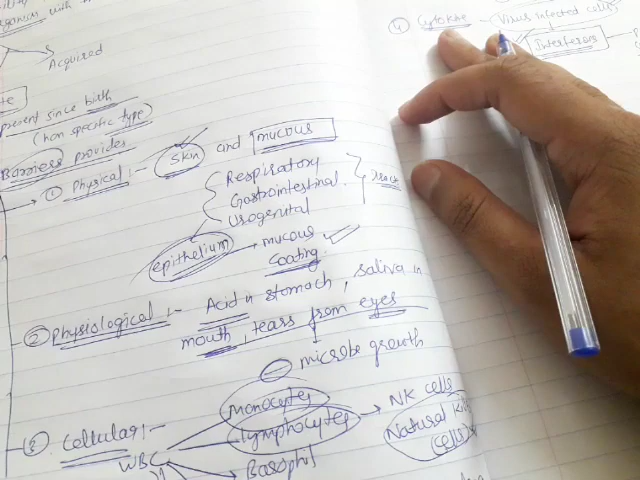 organism with
Acquired
present since birth
(non specific type)
Barriers provides
① Physical :- Skin and mucous
Respiratory
Gastrointestinal
Urogenital
epithelium → mucous
coating
② Physiological :- Acid in stomach, saliva in
mouth, tears from eyes
microbe growth
③ Cellular :-
WBC
Monocytes
Lymphocytes → NK cells
Natural
(cells)
Basophil
④ Cytokine - Virus infected cells
Interferons